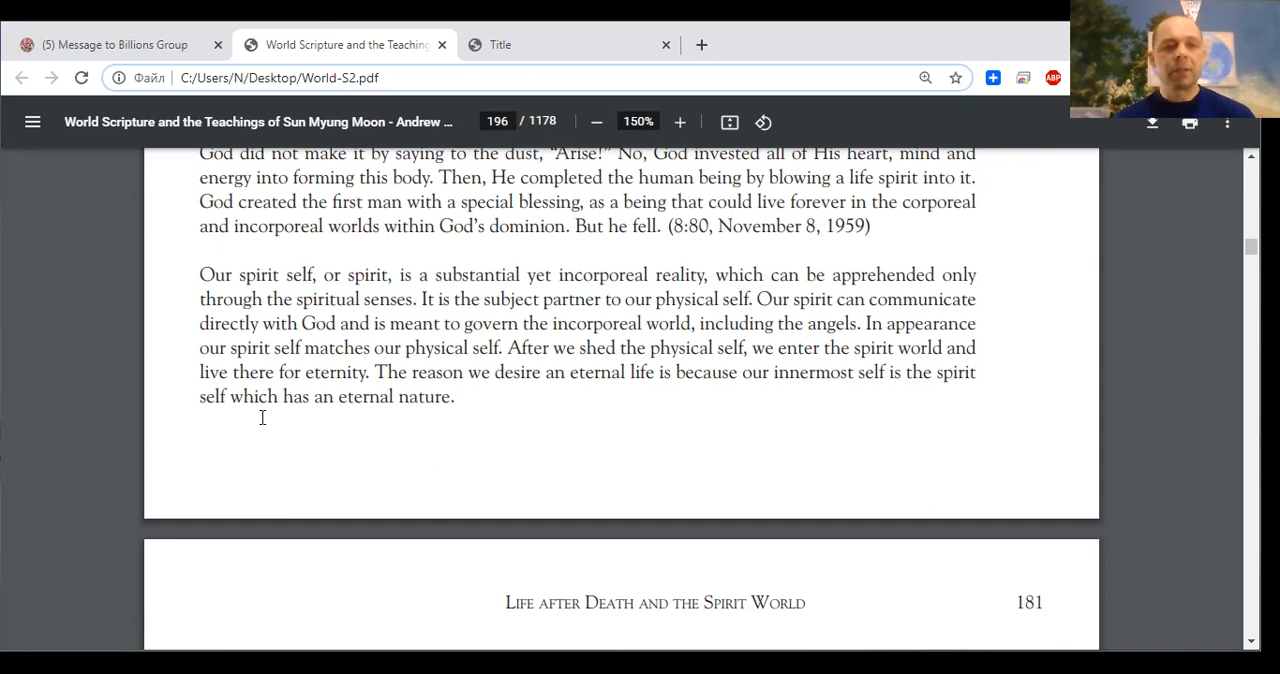 (5) Message to Billions Group
World Scripture and the Teaching
Title
Файл
C:/Users/N/Desktop/World-S2.pdf
ABP
World Scripture and the Teachings of Sun Myung Moon - Andrew ...
196 / 1178
150%
God did not make it by saying to the dust, “Arise!” No, God invested all of His heart, mind and
energy into forming this body. Then, He completed the human being by blowing a life spirit into it.
God created the first man with a special blessing, as a being that could live forever in the corporeal
and incorporeal worlds within God’s dominion. But he fell. (8:80, November 8, 1959)
Our spirit self, or spirit, is a substantial yet incorporeal reality, which can be apprehended only
through the spiritual senses. It is the subject partner to our physical self. Our spirit can communicate
directly with God and is meant to govern the incorporeal world, including the angels. In appearance
our spirit self matches our physical self. After we shed the physical self, we enter the spirit world and
live there for eternity. The reason we desire an eternal life is because our innermost self is the spirit
self which has an eternal nature.
Life after Death and the Spirit World
181